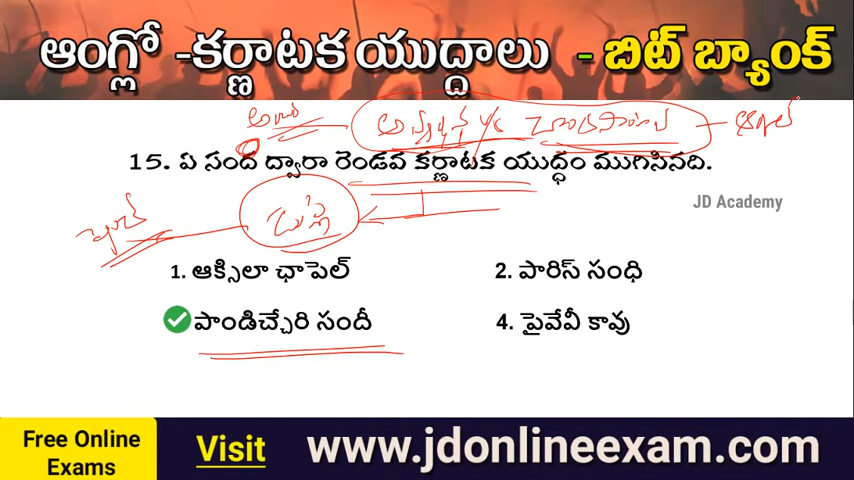 ఆంగ్లో -కర్ణాటక యుద్దాలు - బిట్ బ్యాంక్
15. ఏ సంది ద్వారా రెండవ కర్ణాటక యుద్ధం ముగిసినది.
JD Academy
1. ఆక్సిలా ఛాపెల్ 2. పారిస్ సంధి
పాండిచ్చేరి సందీ 4. పైవేవీ కావు
Free Online
Exams
Visit www.jdonlineexam.com